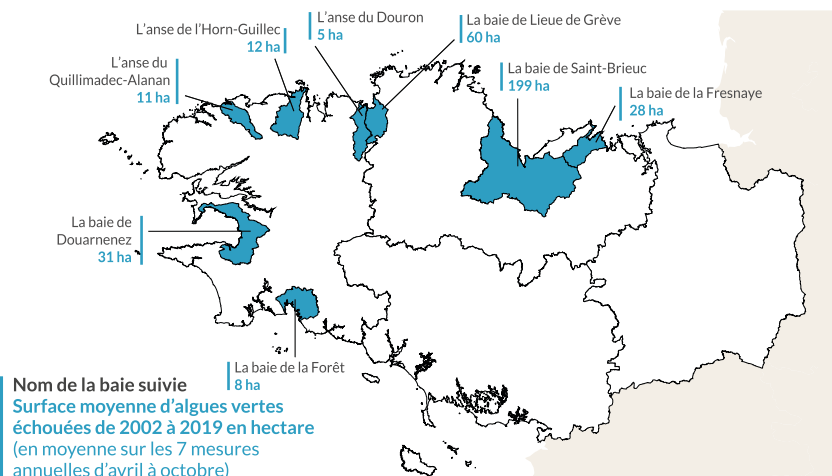 L'anse du Douron
5 ha
La baie de Lieue de Grève
60 ha
L'anse de l'Horn-Guillec
12 ha
L'anse du
Quillimadec-Alanan
11 ha
La baie de Saint-Brieuc
199 ha
La baie de la Fresnaye
28 ha
La baie de
Douarnenez
31 ha
La baie de la Forêt
8 ha
Nom de la baie suivie
Surface moyenne d'algues vertes
échouées de 2002 à 2019 en hectare
(en moyenne sur les 7 mesures
annuelles d'avril à octobre)